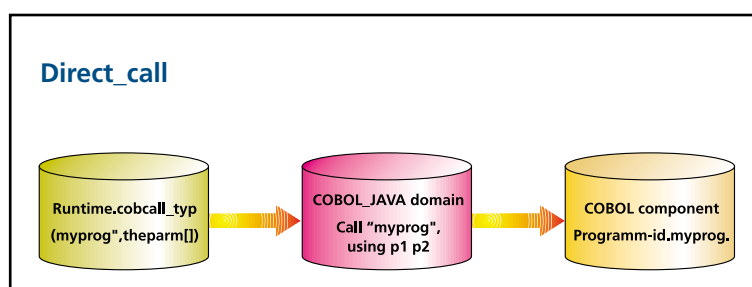 Direct_call
Runtime.cobcall_typ
(myprog",theparm[])
COBOL_JAVA domain
Call “myprog",
using p1 p2
COBOL component
Programm-id.myprog.